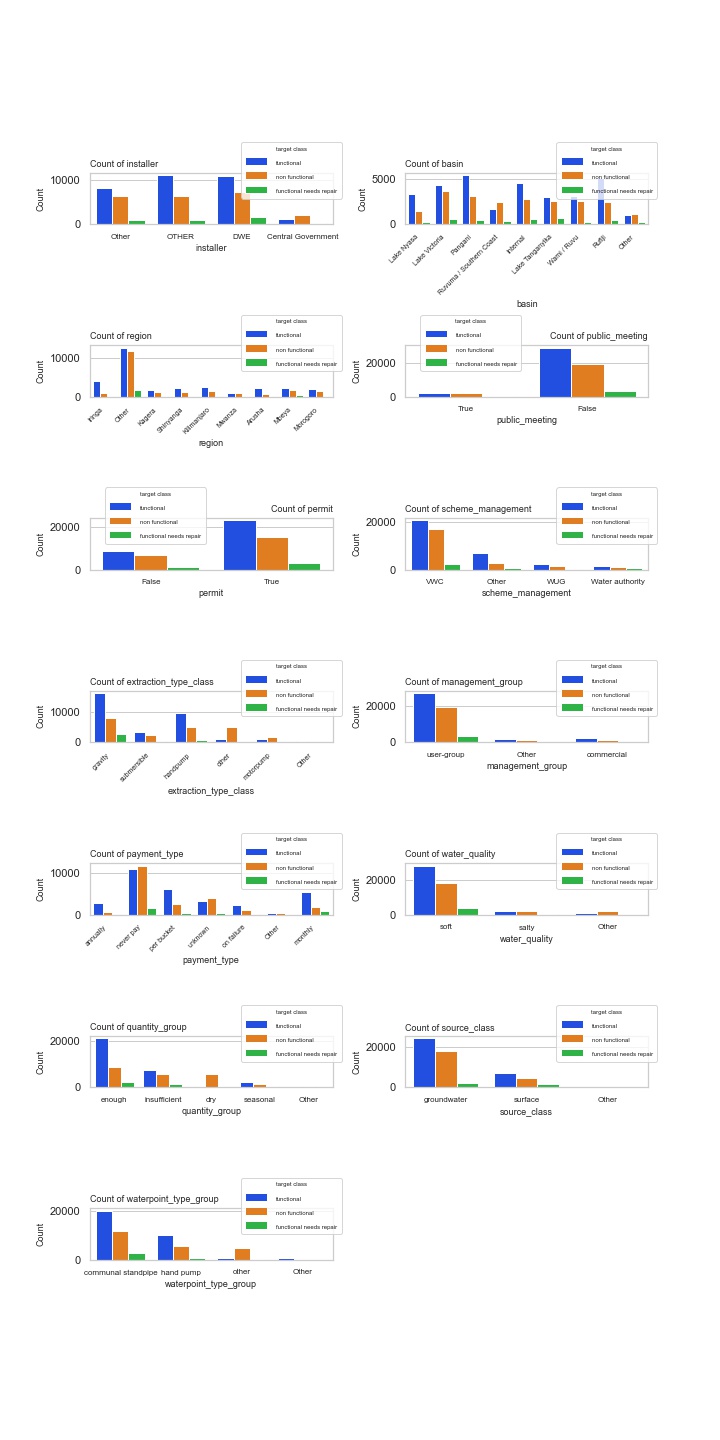 target class
functional
non functional
functional needs repair
Count of installer
10000
0
Count
Other
OTHER
DWE
Central Government
installer
target class
functional
non functional
functional needs repair
Count of basin
5000
0
Count
Lake Nyasa
Lake Victoria
Pangani
Ruvuma / Southern Coast
Internal
Lake Tanganyika
Wami / Ruvu
Rufiji
Other
basin
target class
functional
non functional
functional needs repair
Count of region
10000
0
Count
Iringa
Other
Kagera
Shinyanga
Kilimanjaro
Mwanza
Arusha
Mbeya
Morogoro
region
target class
functional
non functional
functional needs repair
Count of public_meeting
20000
0
Count
True
False
public_meeting
target class
functional
non functional
functional needs repair
Count of permit
20000
0
Count
False
True
permit
target class
functional
non functional
functional needs repair
Count of scheme_management
20000
0
Count
VWC
Other
WUG
Water authority
scheme_management
target class
functional
non functional
functional needs repair
Count of extraction_type_class
10000
0
Count
gravity
submersible
handpump
other
motorpump
Other
extraction_type_class
target class
functional
non functional
functional needs repair
Count of management_group
20000
0
Count
user-group
Other
commercial
management_group
target class
functional
non functional
functional needs repair
Count of payment_type
10000
0
Count
annually
never pay
per bucket
unknown
on failure
Other
monthly
payment_type
target class
functional
non functional
functional needs repair
Count of water_quality
20000
0
Count
soft
salty
Other
water_quality
target class
functional
non functional
functional needs repair
Count of quantity_group
20000
0
Count
enough
insufficient
dry
seasonal
Other
quantity_group
target class
functional
non functional
functional needs repair
Count of source_class
20000
0
Count
groundwater
surface
Other
source_class
target class
functional
non functional
functional needs repair
Count of waterpoint_type_group
20000
0
Count
communal standpipe
hand pump
other
Other
waterpoint_type_group